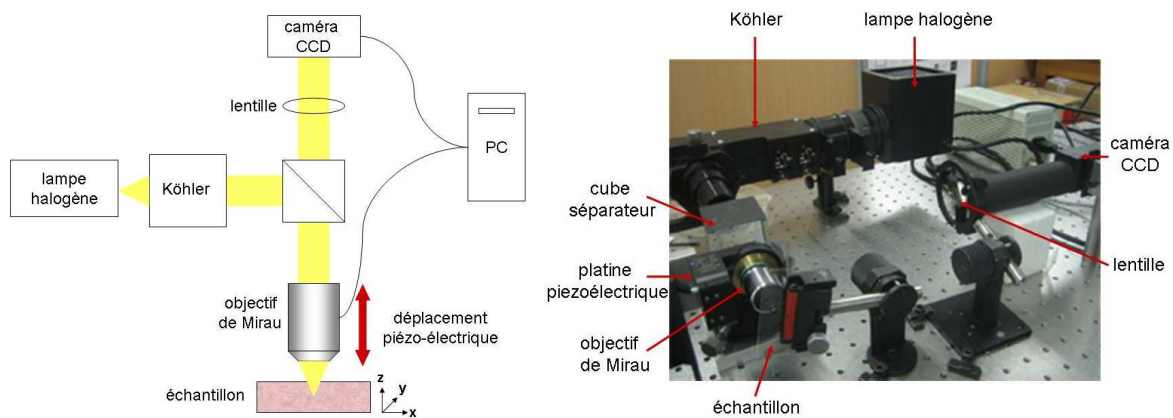 caméra
CCD
lentille
PC
lampe
halogène
Köhler
objectif
de Mirau
déplacement
piézo-électrique
échantillon
z
y
x
Köhler
lampe halogène
caméra
CCD
cube
séparateur
platine
piezoélectrique
lentille
objectif
de Mirau
échantillon